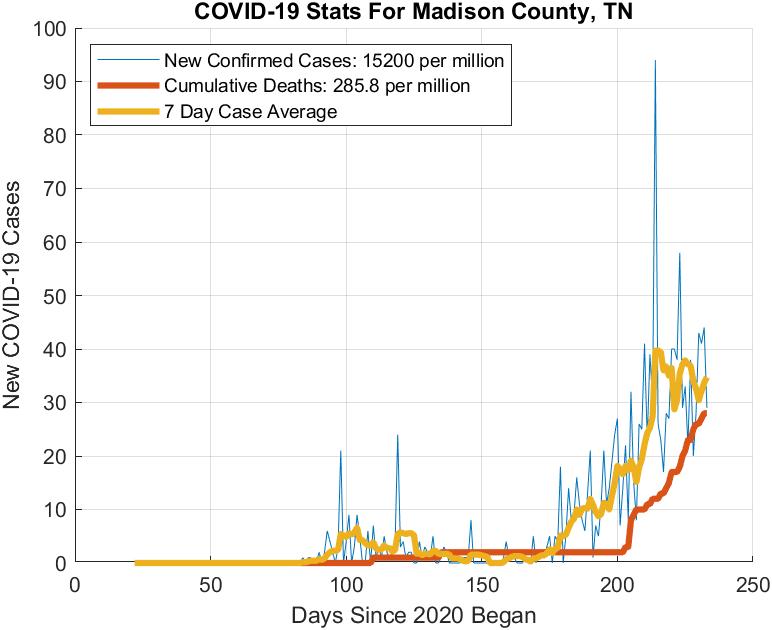 COVID-19 Stats For Madison County, TN
New Confirmed Cases: 15200 per million
Cumulative Deaths: 285.8 per million
7 Day Case Average
New COVID-19 Cases
100
90
80
70
60
50
40
30
20
10
0
0 50 100 150 200 250
Days Since 2020 Began